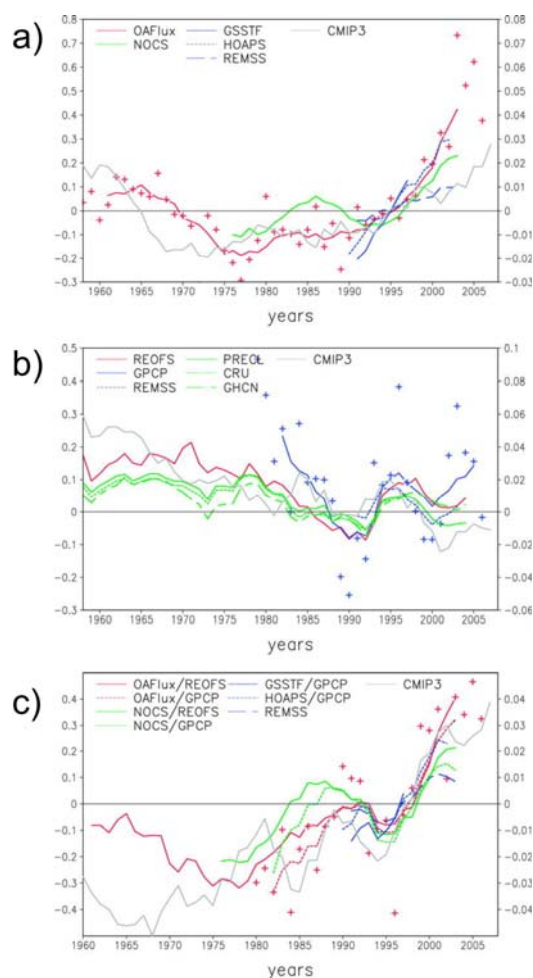 a)
OAFlux GSSTF CMIP3
NOCS HOAPS
REMSS
0.8 0.08
0.7 0.07
0.6 0.06
0.5 0.05
0.4 0.04
0.3 0.03
0.2 0.02
0.1 0.01
0 0
-0.1 -0.01
-0.2 -0.02
-0.3 -0.03
1960 1965 1970 1975 1980 1985 1990 1995 2000 2005
years
b)
REOFS PRECL CMIP3
GPCP CRU
REMSS GHCN
0.5 0.1
0.4 0.08
0.3 0.06
0.2 0.04
0.1 0.02
0 0
-0.1 -0.02
-0.2 -0.04
-0.3 -0.06
1960 1965 1970 1975 1980 1985 1990 1995 2000 2005
years
c)
OAFlux/REOFS GSSTF/GPCP CMIP3
OAFlux/GPCP HOAPS/GPCP
NOCS/REOFS REMSS
NOCS/GPCP
0.4 0.04
0.3 0.03
0.2 0.02
0.1 0.01
0 0
-0.1 -0.01
-0.2 -0.02
-0.3 -0.03
-0.4 -0.04
1960 1965 1970 1975 1980 1985 1990 1995 2000 2005
years